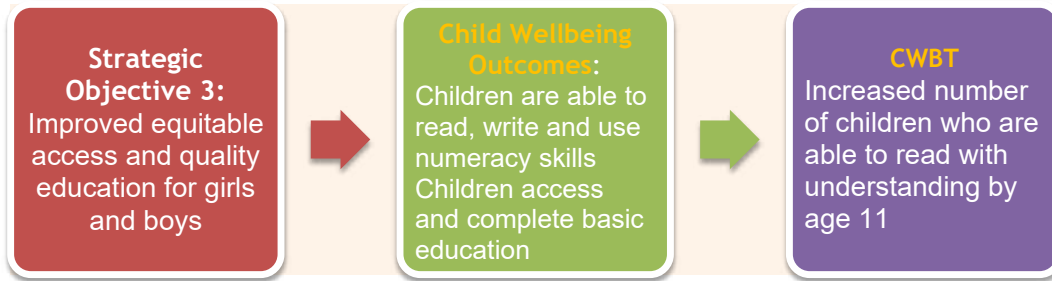 Strategic
Objective 3:
Improved equitable
access and quality
education for girls
and boys
Child Wellbeing
Outcomes:
Children are able to
read, write and use
numeracy skills
Children access
and complete basic
education
CWBT
Increased number
of children who are
able to read with
understanding by
age 11